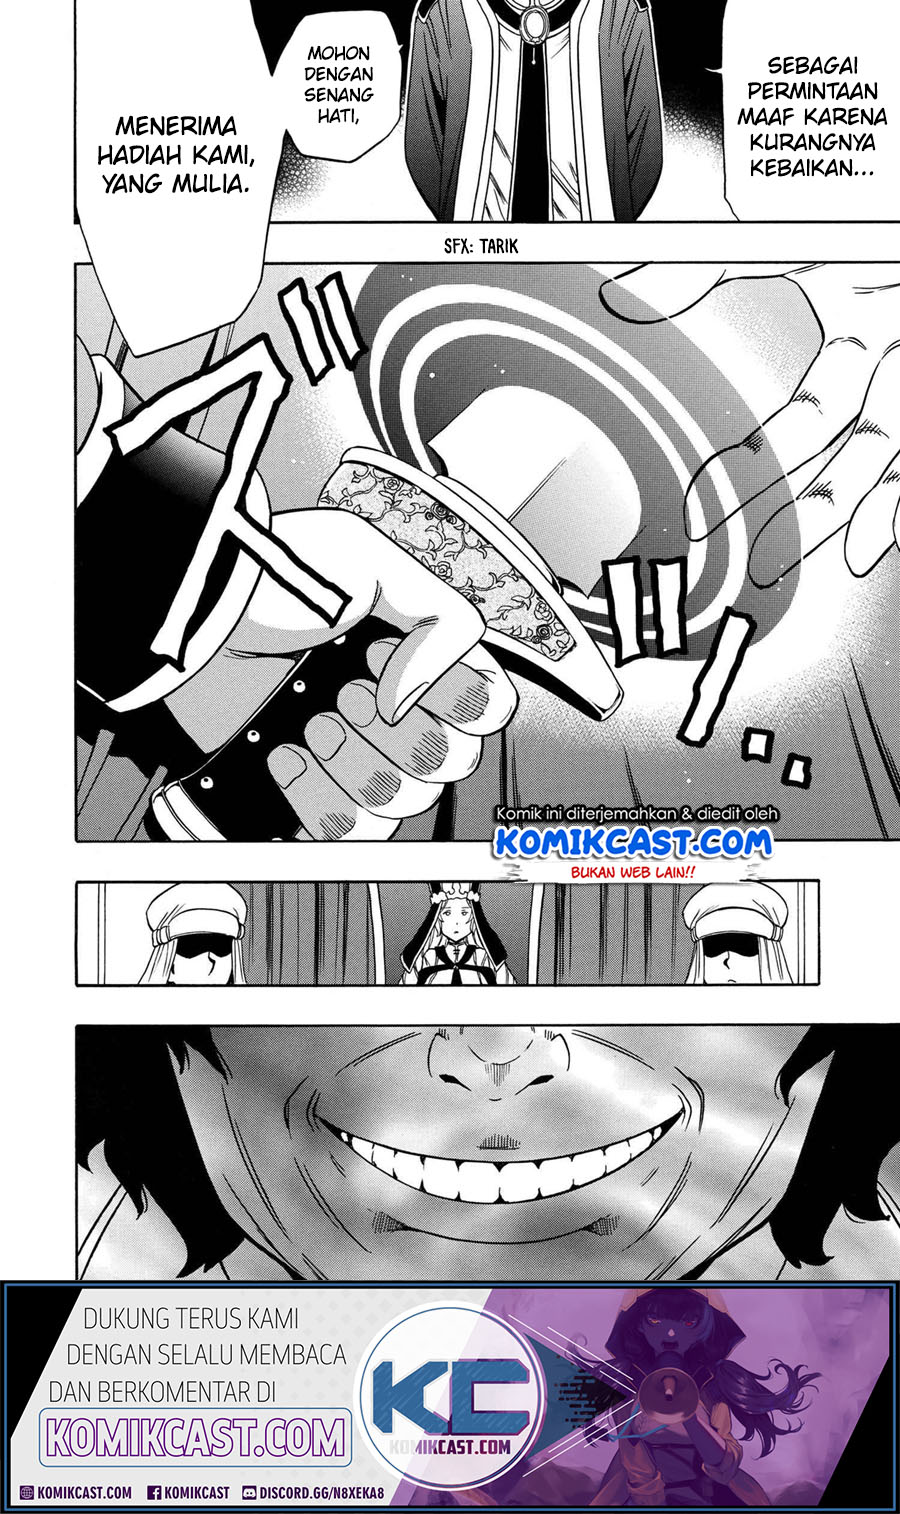 SEBAGAI
PERMINTAAN
MAAF KARENA
KURANGNYA
KEBAIKAN...
MOHON
DENGAN
SENANG
HATI,
MENERIMA
HADIAH KAMI,
YANG MULIA.
SFX: TARIK
Komik ini diterjemahkan & diedit oleh
KOMIKCAST.COM
BUKAN WEB LAIN!!
DUKUNG TERUS KAMI
DENGAN SELALU MEMBACA
DAN BERKOMENTAR DI
KOMIKCAST.COM
KC
KOMIKCAST.COM
KOMIKCAST.COM KOMIKCAST DISCORD.GG/N8XEKA8